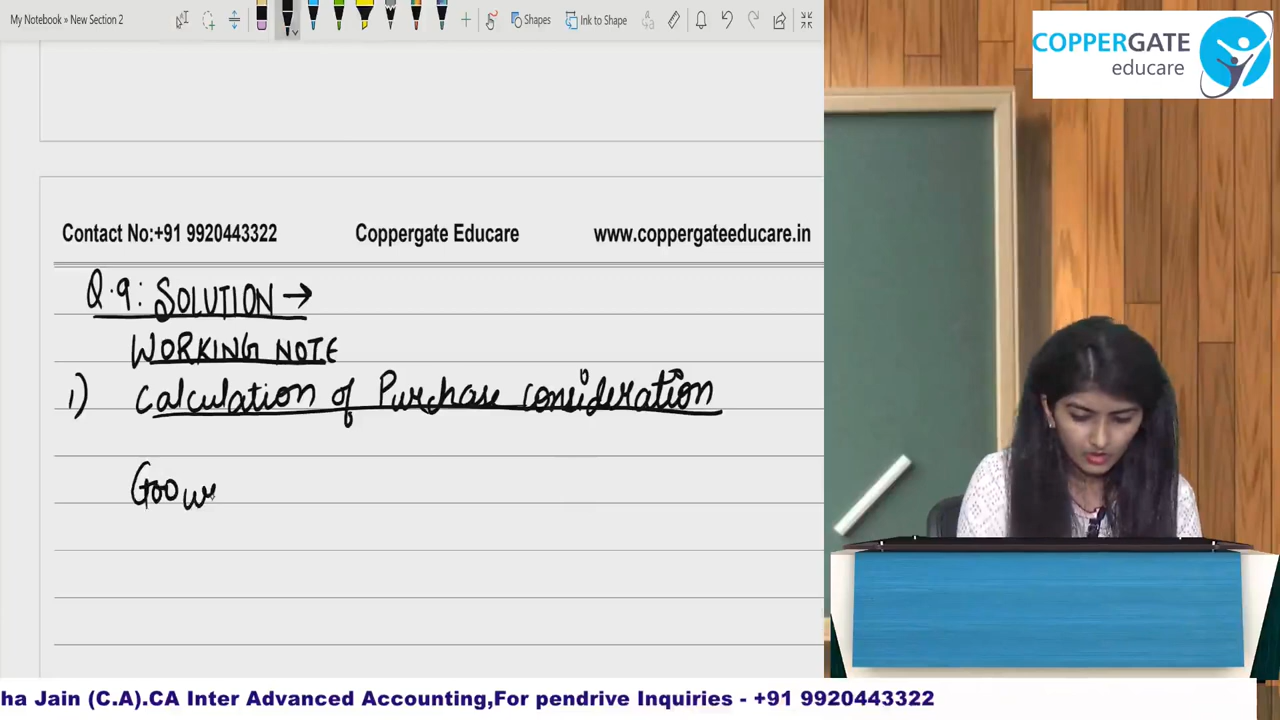 My Notebook » New Section 2
Shapes
Ink to Shape
COPPERGATE
educare
Contact No:+91 9920443322 Coppergate Educare www.coppergateeducare.in
Q.9: SOLUTION →
WORKING NOTE
1) Calculation of Purchase consideration
ha Jain (C.A).CA Inter Advanced Accounting,For pendrive Inquiries - +91 9920443322